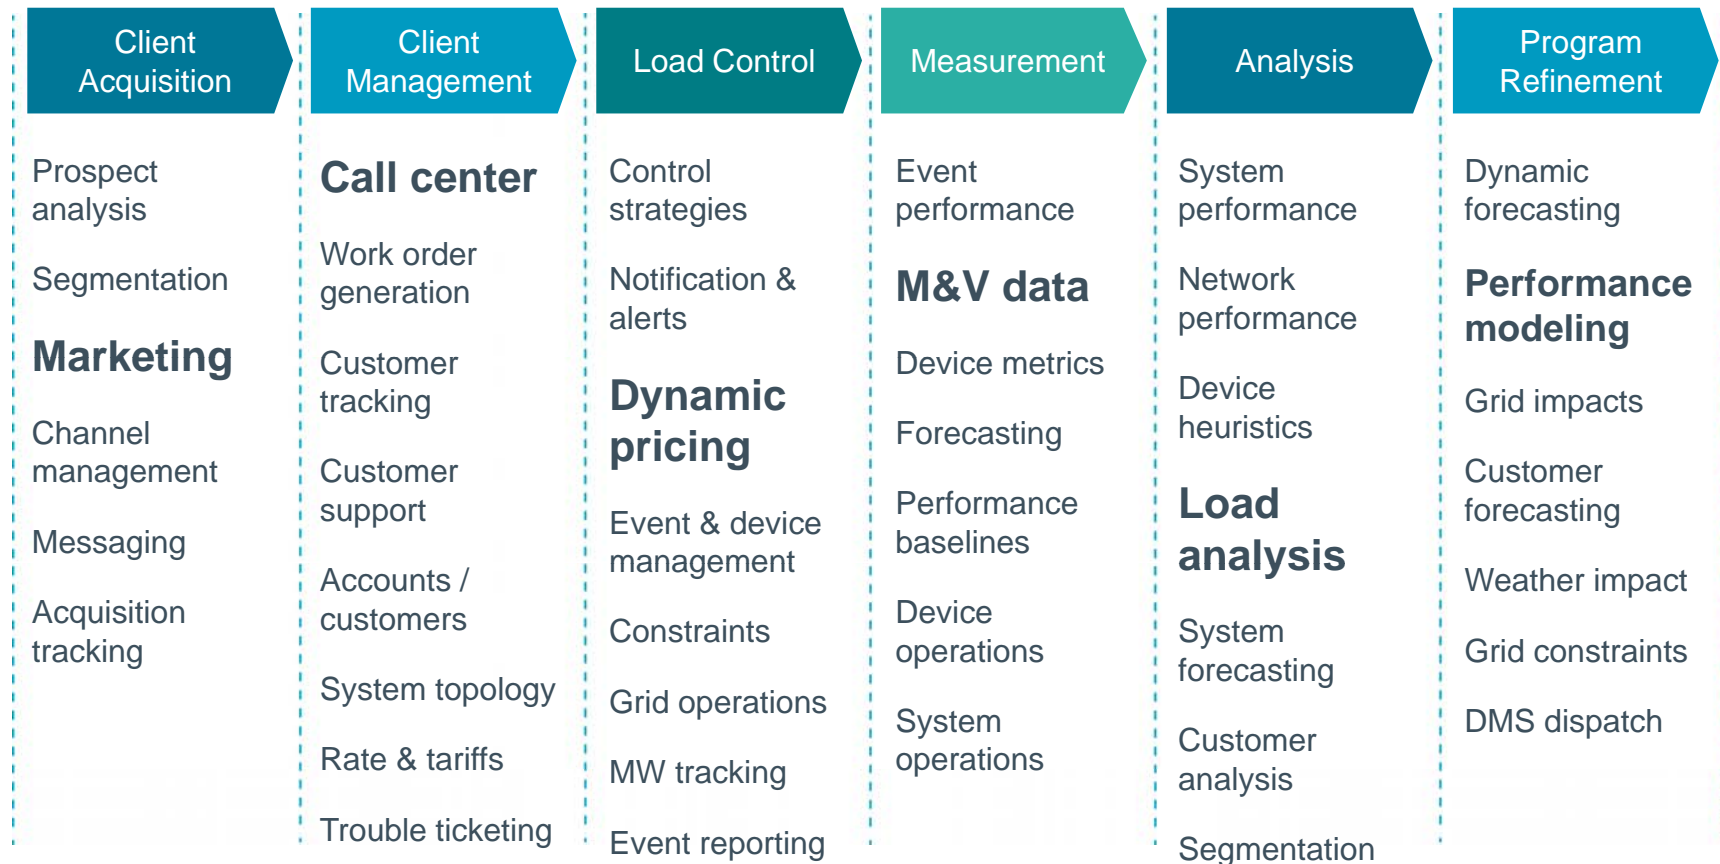 Client
Acquisition
Client
Management
Load Control
Measurement
Analysis
Program
Refinement
Prospect
analysis
Segmentation
Marketing
Channel
management
Messaging
Acquisition
tracking
Call center
Work order
generation
Customer
tracking
Customer
support
Accounts /
customers
System topology
Rate & tariffs
Trouble ticketing
Control
strategies
Notification &
alerts
Dynamic
pricing
Event & device
management
Constraints
Grid operations
MW tracking
Event reporting
Event
performance
M&V data
Device metrics
Forecasting
Performance
baselines
Device
operations
System
operations
System
performance
Network
performance
Device
heuristics
Load
analysis
System
forecasting
Customer
analysis
Segmentation
Dynamic
forecasting
Performance
modeling
Grid impacts
Customer
forecasting
Weather impact
Grid constraints
DMS dispatch